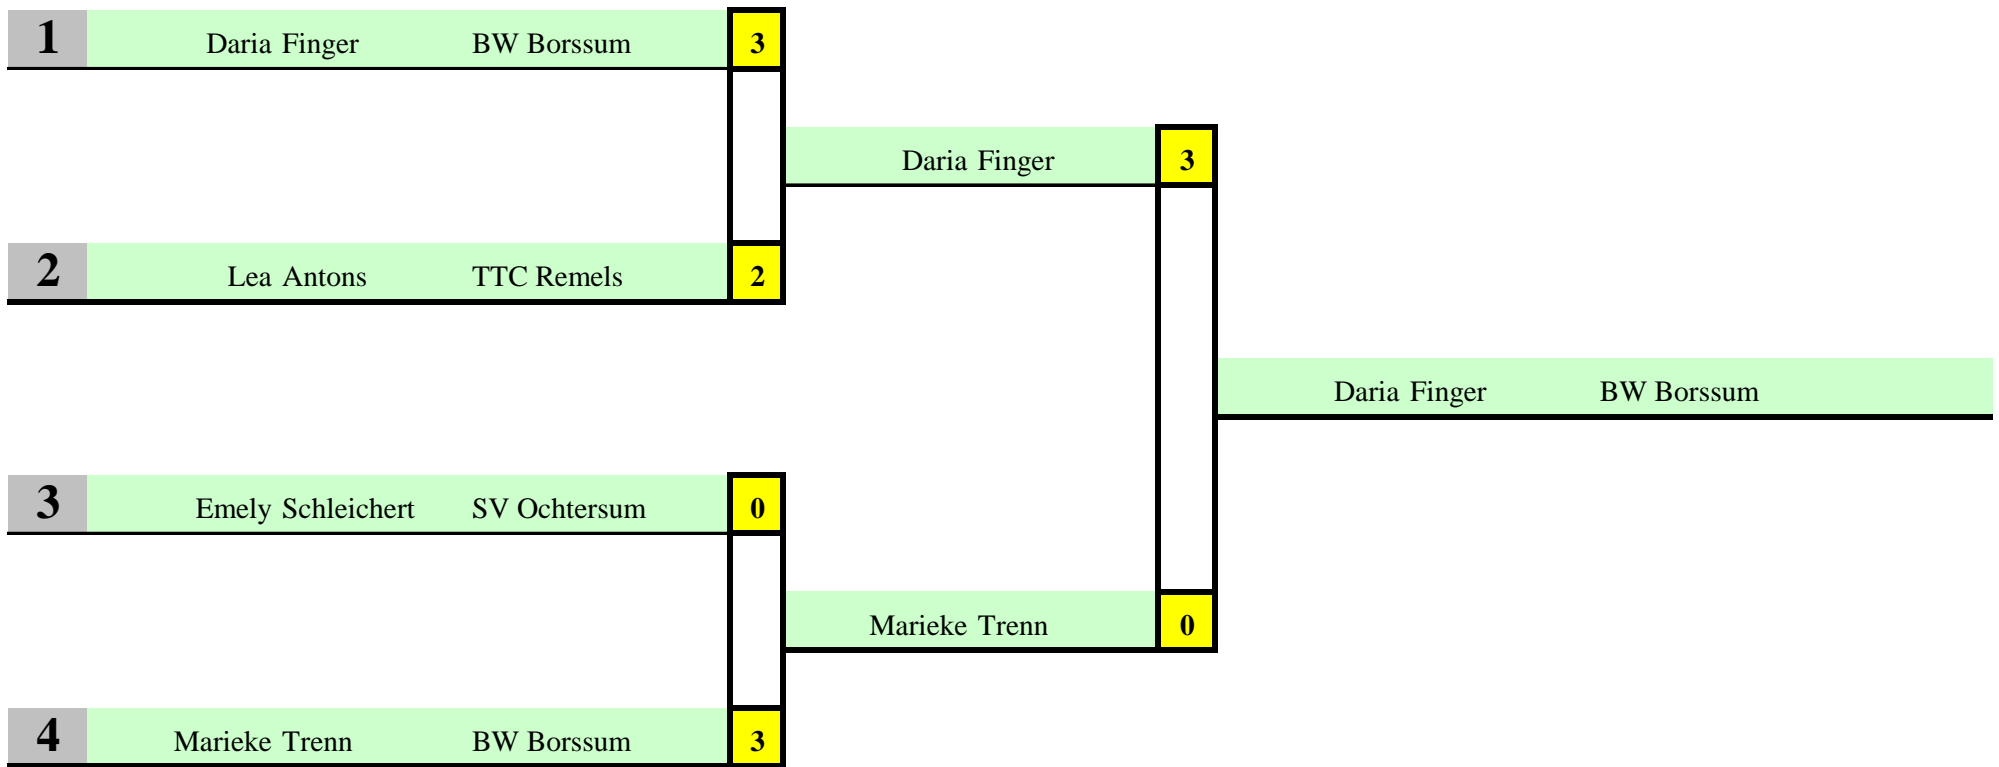 1 Daria Finger BW Borssum 3
Daria Finger 3
2 Lea Antons TTC Remels 2
Daria Finger BW Borssum
3 Emely Schleichert SV Ochtersum 0
Marieke Trenn 0
4 Marieke Trenn BW Borssum 3